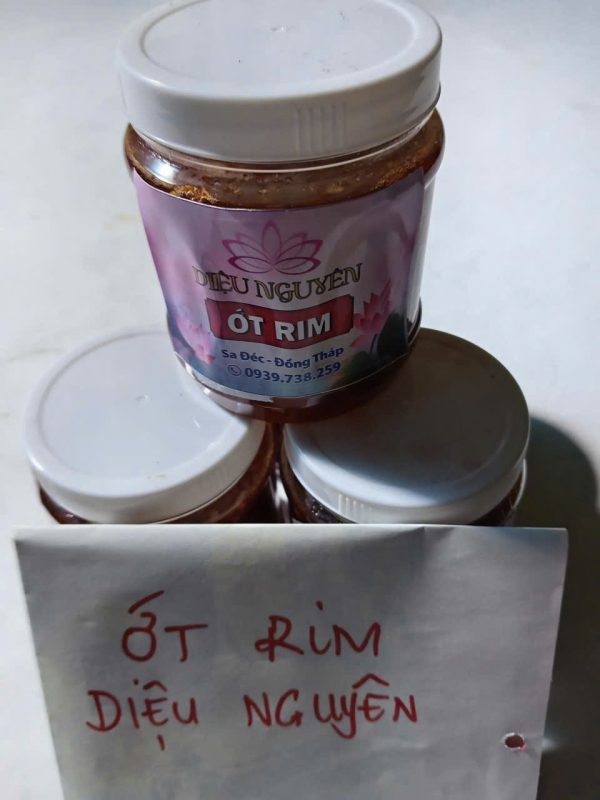 DIỆU NGUYÊN
ỚT RIM
Sa Đéc - Đồng Tháp
0939.738.259
ỚT RIM
DIỆU NGUYÊN